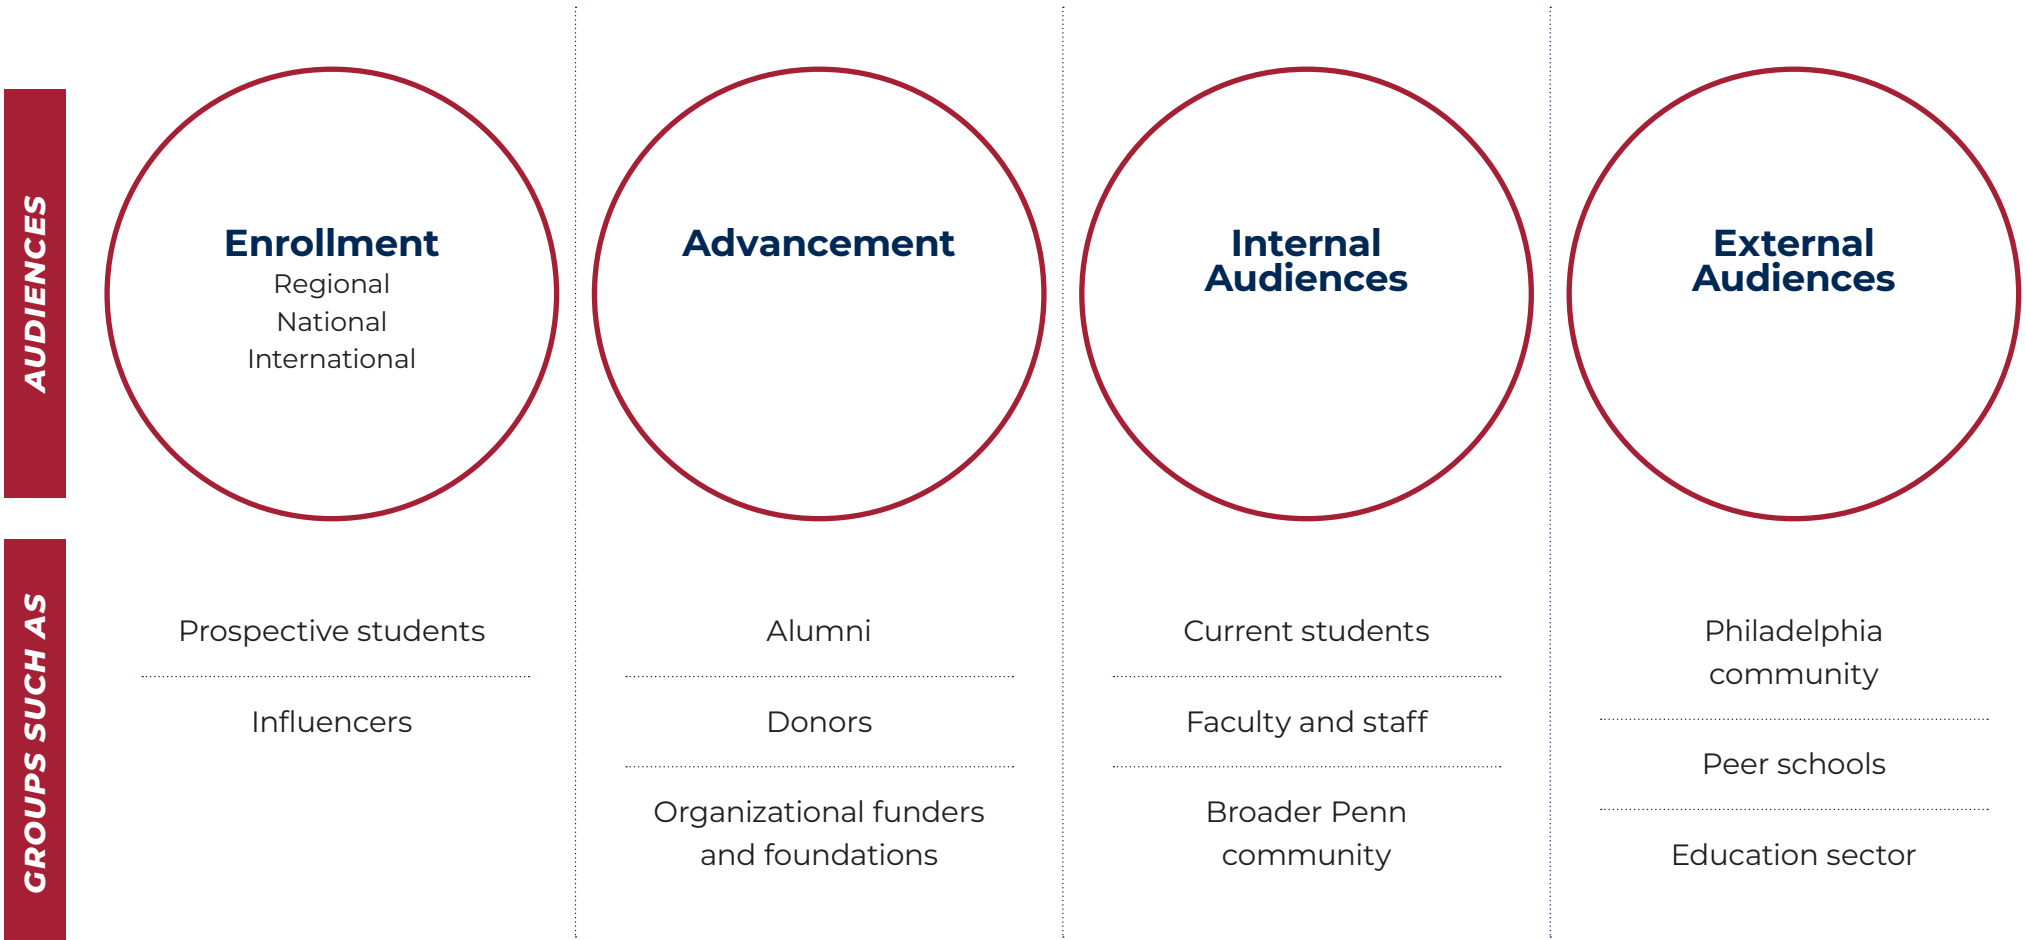 AUDIENCES
Enrollment
Regional
National
International
Advancement
Internal
Audiences
External
Audiences
GROUPS SUCH AS
Prospective students
Influencers
Alumni
Donors
Organizational funders
and foundations
Current students
Faculty and staff
Broader Penn
community
Philadelphia
community
Peer schools
Education sector